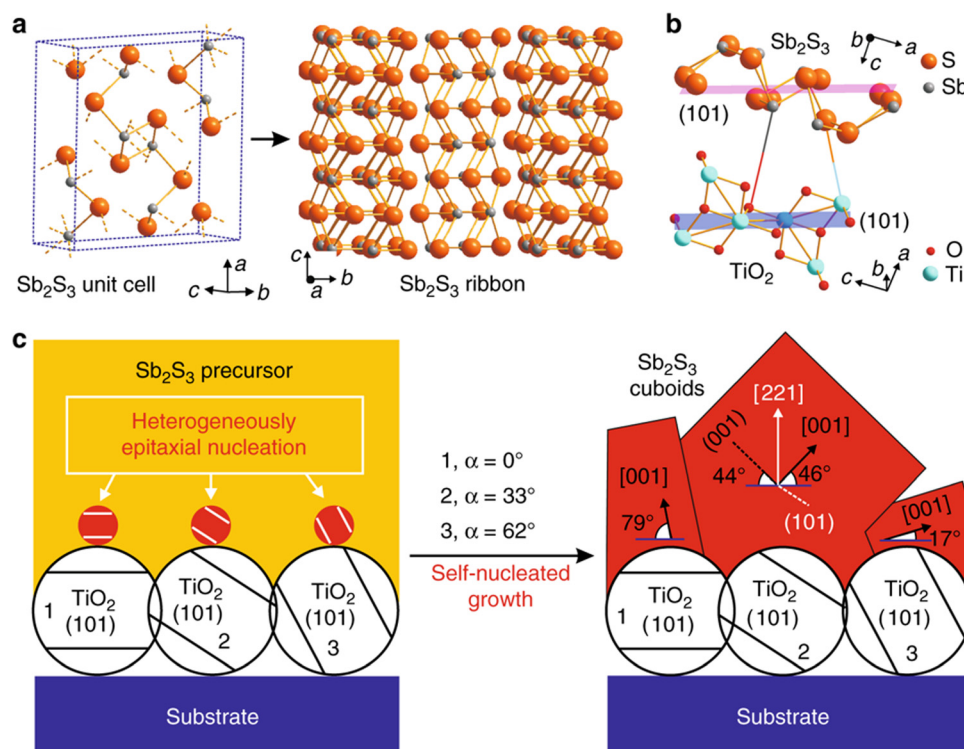 a
Sb2S3 unit cell
a
c
b
c
a
b
Sb2S3 ribbon
b
Sb2S3
b
a
c
S
Sb
(101)
(101)
TiO2
a
b
c
O
Ti
c
Sb2S3 precursor
Heterogeneously
epitaxial nucleation
TiO2
(101)
1
TiO2
(101)
2
TiO2
(101)
3
Substrate
1, α = 0°
2, α = 33°
3, α = 62°
Self-nucleated
growth
Sb2S3
cuboids
[221]
(001)
[001]
44°
46°
(101)
[001]
79°
[001]
17°
TiO2
(101)
1
TiO2
(101)
2
TiO2
(101)
3
Substrate